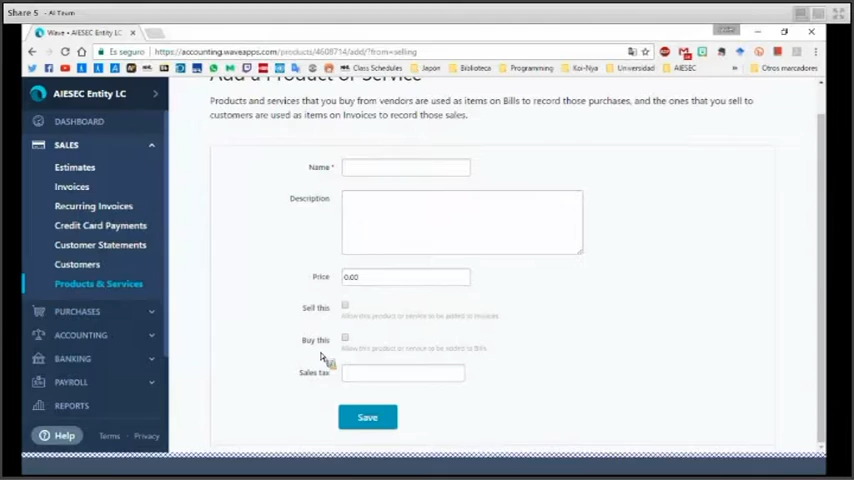 Share 5 - AI Team
Wave - AIESEC Entity LC
Es seguro
https://accounting.waveapps.com/products/4608714/add/?from=selling
Class Schedules
Japon
Biblioteca
Programming
Koi-Nya
Universidad
AIESEC
Otros marcadores
AIESEC Entity LC
DASHBOARD
SALES
Estimates
Invoices
Recurring Invoices
Credit Card Payments
Customer Statements
Customers
Products & Services
PURCHASES
ACCOUNTING
BANKING
PAYROLL
REPORTS
Help
Terms
Privacy
Add a Product or Service
Products and services that you buy from vendors are used as items on Bills to record those purchases, and the ones that you sell to
customers are used as items on Invoices to record those sales.
Name *
Description
Price
0.00
Sell this
Allow this product or service to be added to Invoices.
Buy this
Allow this product or service to be added to Bills.
Sales tax
Save